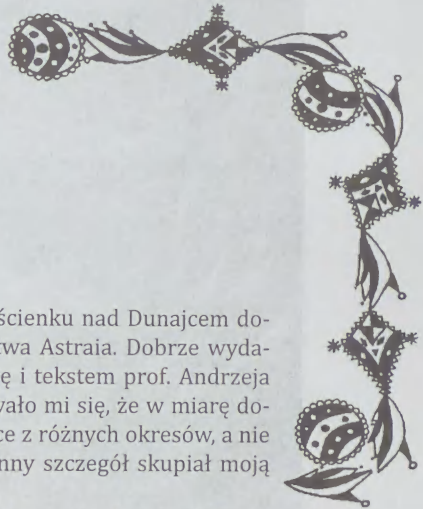 ścienku nad Dunajcem do-
twa Astraia. Dobrze wyda-
ę i tekstem prof. Andrzeja
wało mi się, że w miarę do-
ce z różnych okresów, a nie
nny szczegół skupiał moją